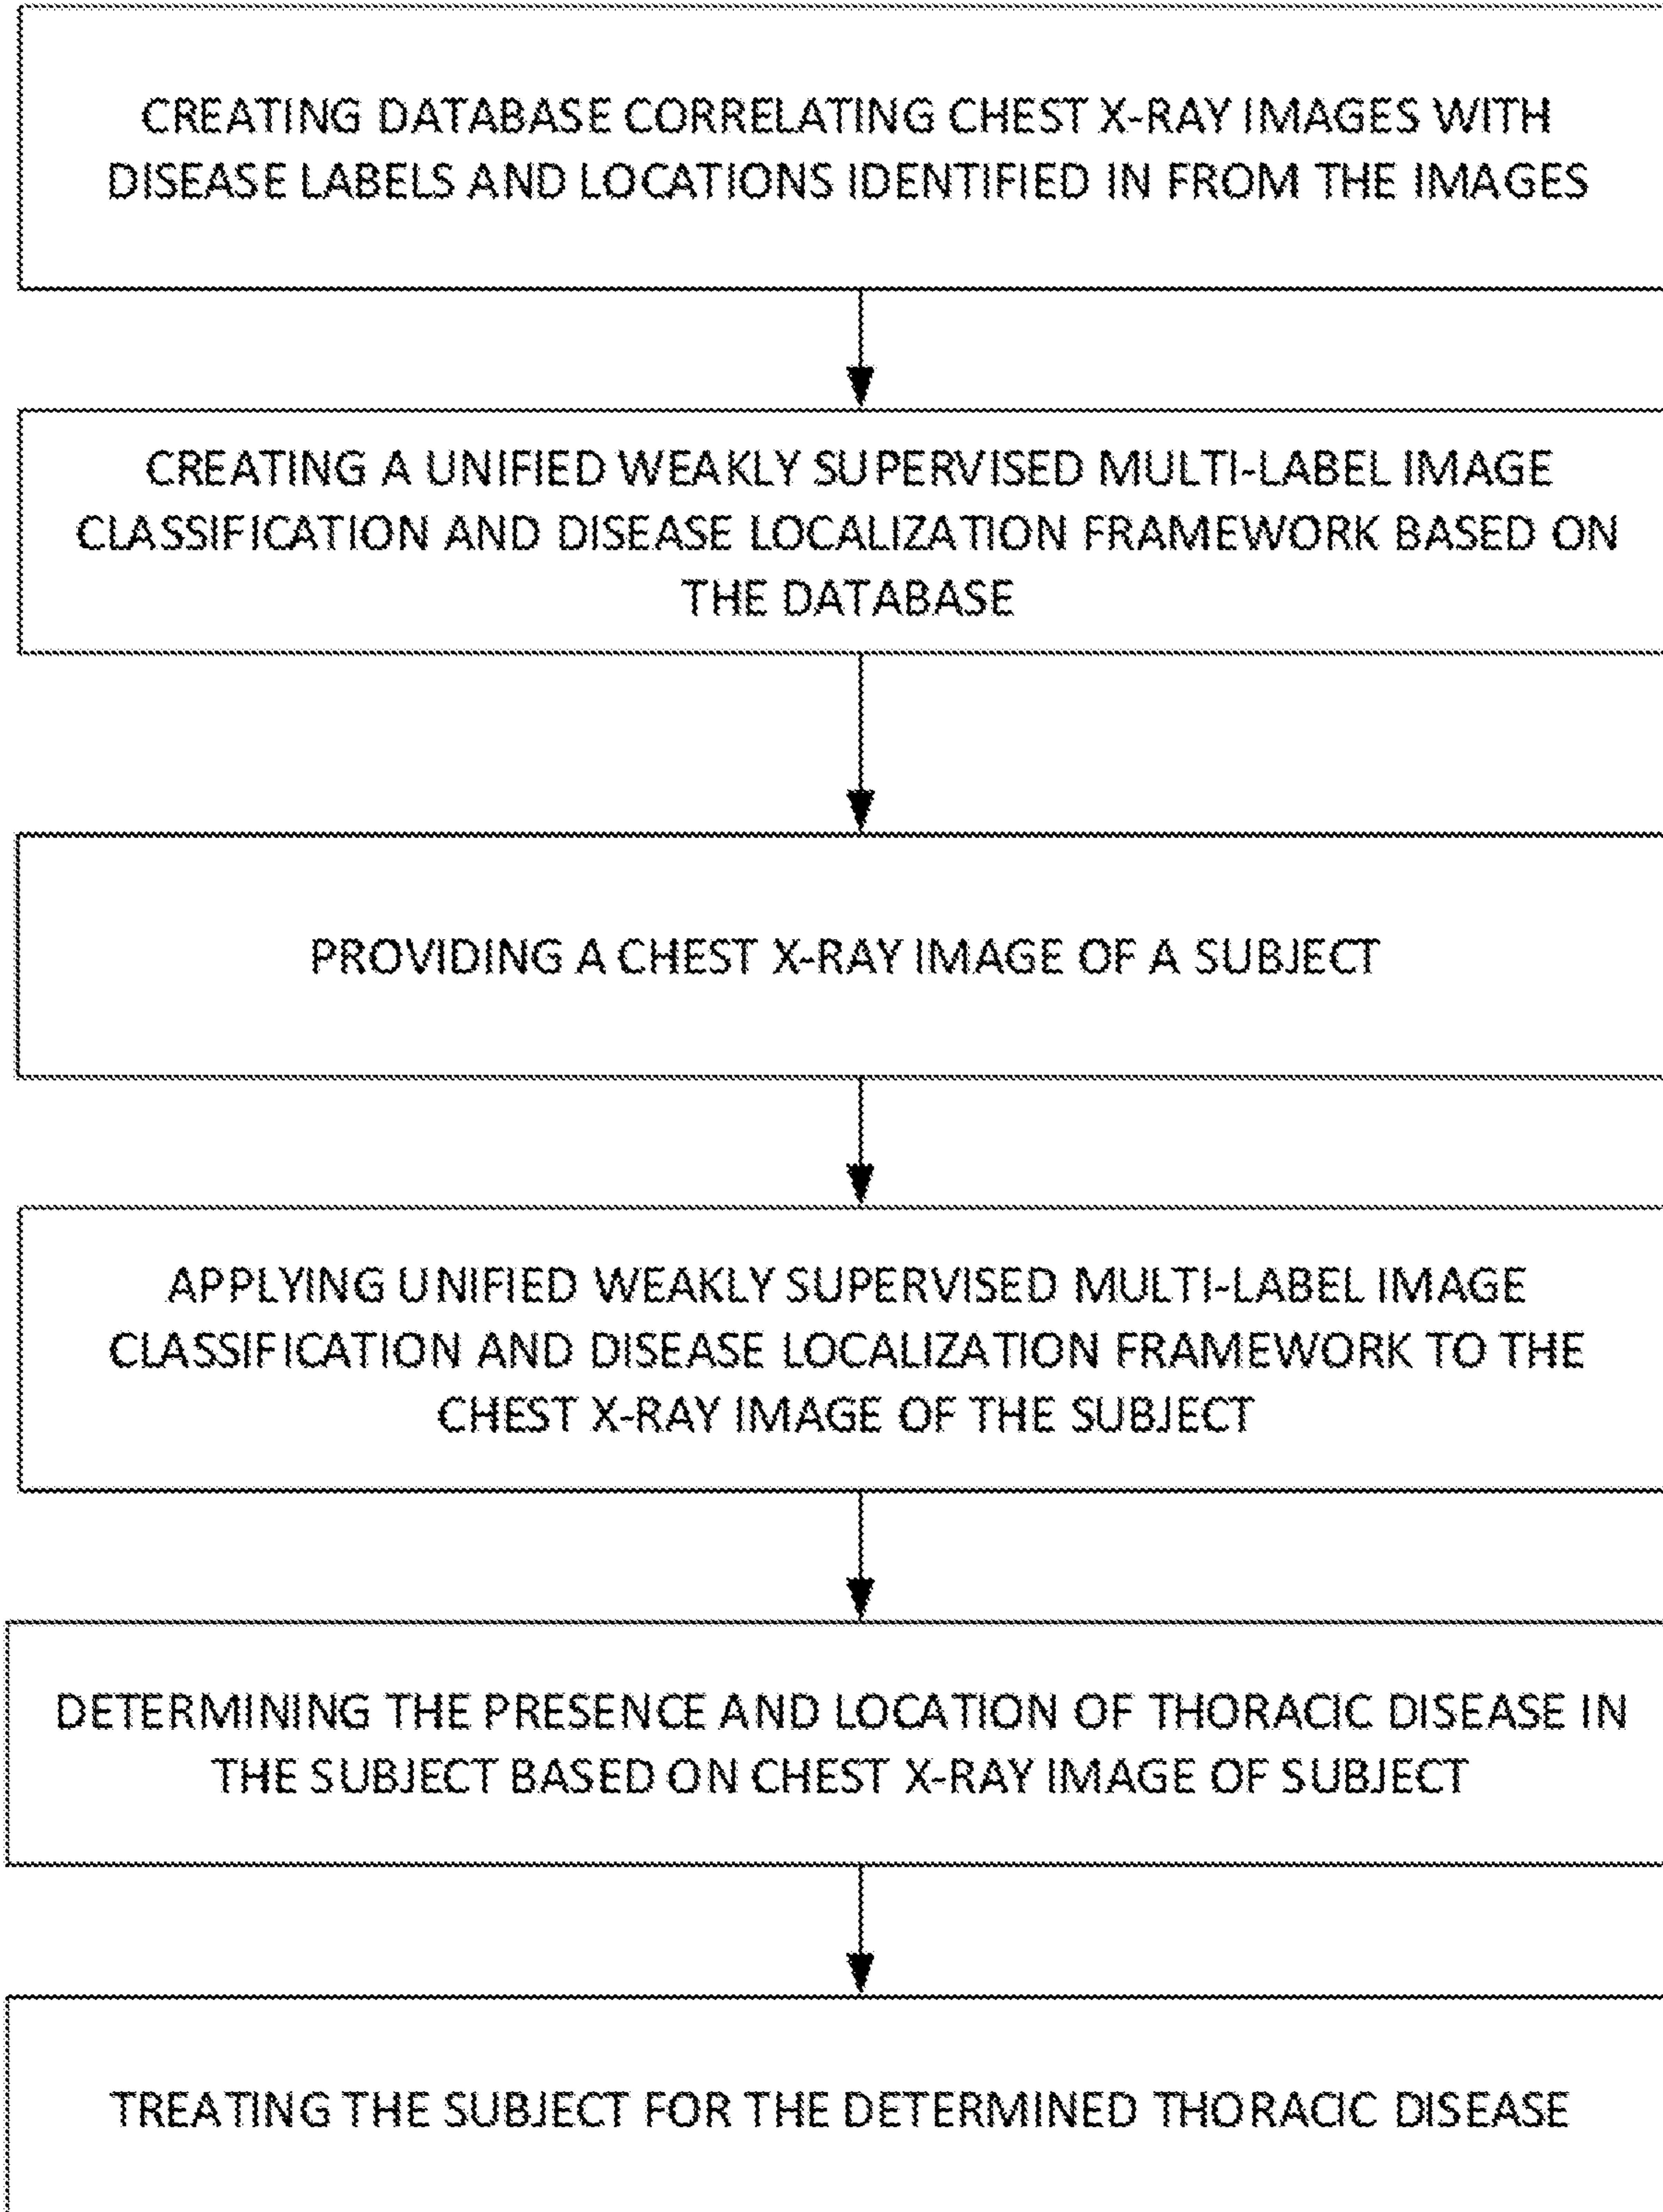 CREATING DATABASE CORRELATING CHEST X-RAY IMAGES WITH
DISEASE LABELS AND LOCATIONS IDENTIFIED IN FROM THE IMAGES
CREATING A UNIFIED WEAKLY SUPERVISED MULTI-LABEL IMAGE
CLASSIFICATION AND DISEASE LOCALIZATION FRAMEWORK BASED ON
THE DATABASE
PROVIDING A CHEST X-RAY IMAGE OF A SUBJECT
APPLYING UNIFIED WEAKLY SUPERVISED MULTI-LABEL IMAGE
CLASSIFICATION AND DISEASE LOCALIZATION FRAMEWORK TO THE
CHEST X-RAY IMAGE OF THE SUBJECT
DETERMINING THE PRESENCE AND LOCATION OF THORACIC DISEASE IN
THE SUBJECT BASED ON CHEST X-RAY IMAGE OF SUBJECT
TREATING THE SUBJECT FOR THE DETERMINED THORACIC DISEASE